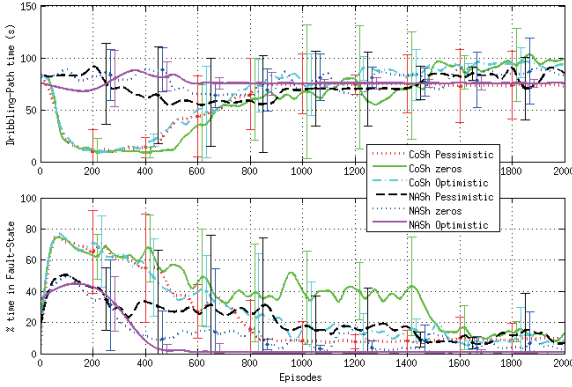 150
100
50
0
Dribbling-Path time (s)
0 200 400 600 800 1000 1200 1400 1600 1800 2000
CoSh Pessimistic
CoSh zeros
CoSh Optimistic
NASh Pessimistic
NASh zeros
NASh Optimistic
100
80
60
40
20
0
% time in Fault-State
0 200 400 600 800 1000 1200 1400 1600 1800 2000
Episodes